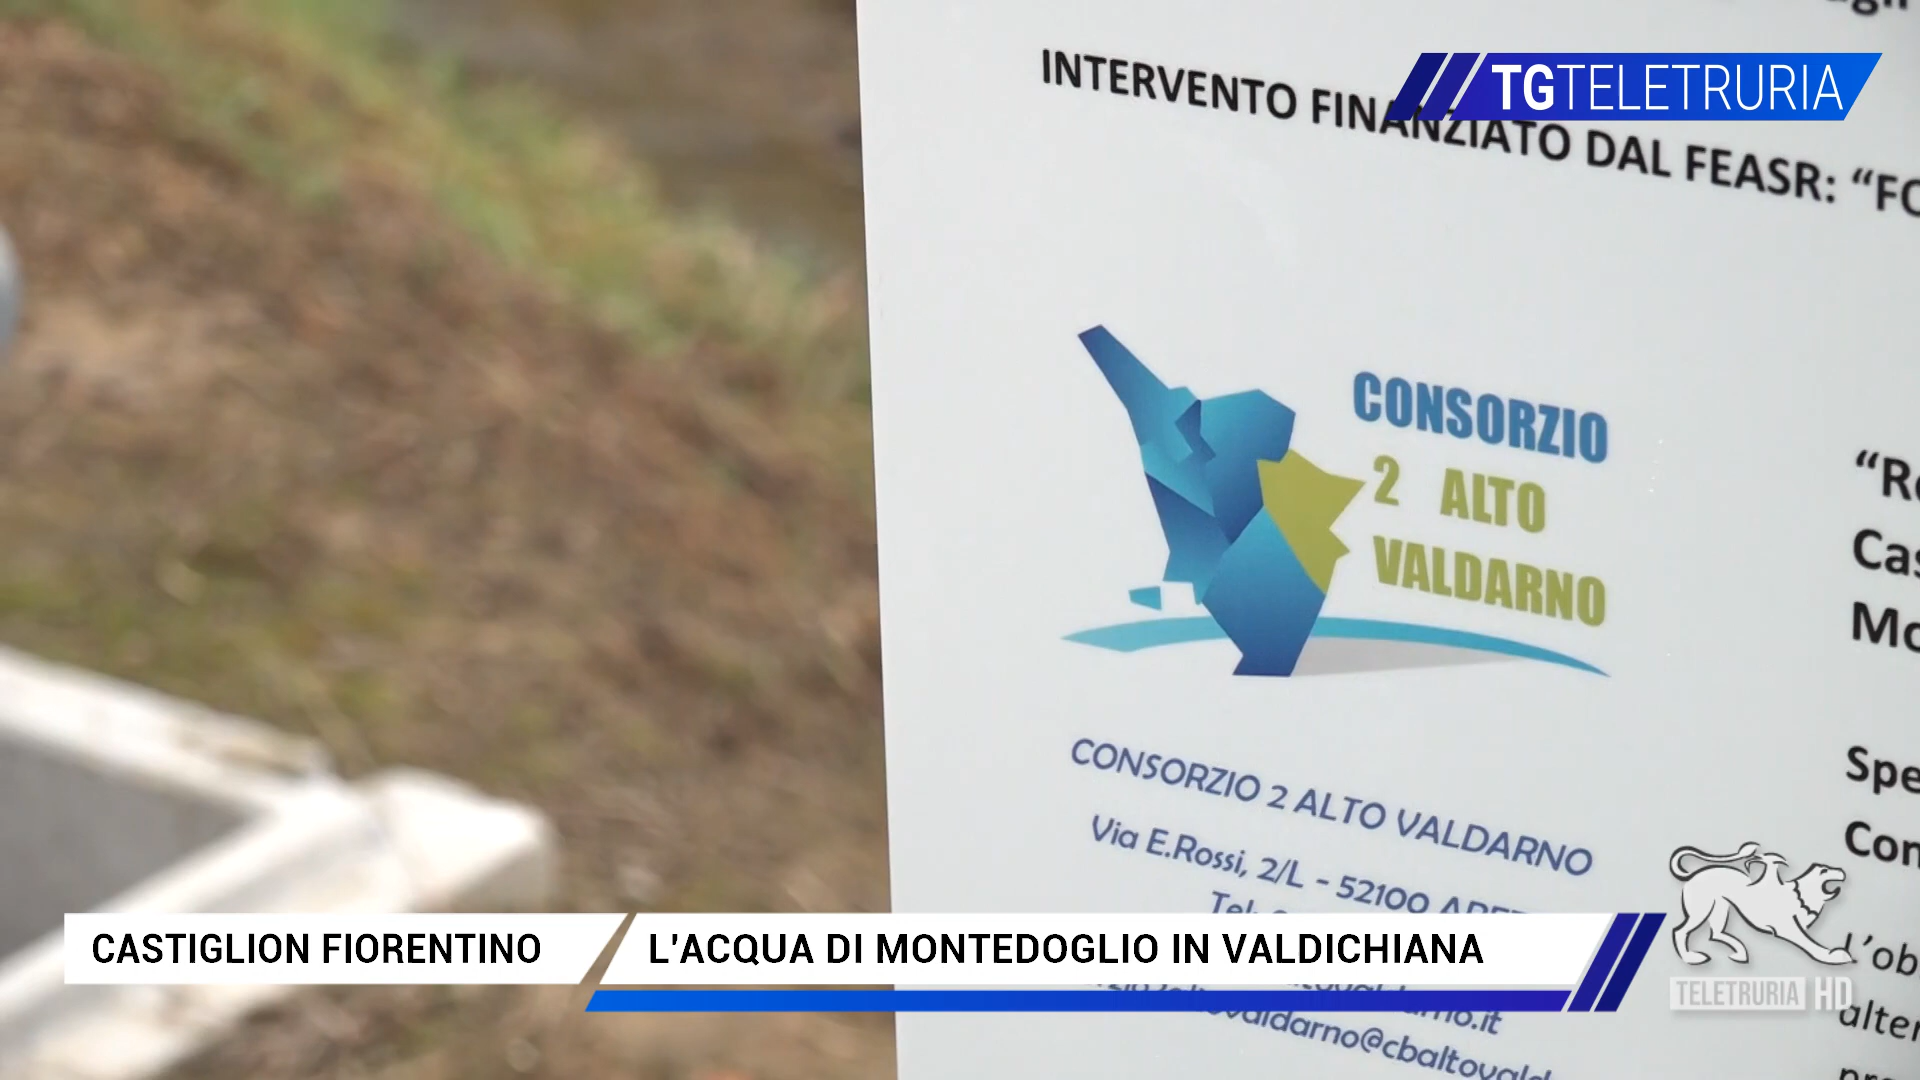 INTERVENTO FINANZIATO DAL FEASR: “FO
TGTELETRURIA
CONSORZIO
2 ALTO
VALDARNO
“R
Cas
Mo
CONSORZIO 2 ALTO VALDARNO
Via E.Rossi, 2/L - 52100
Spe
Con
CASTIGLION FIORENTINO
L'ACQUA DI MONTEDOGLIO IN VALDICHIANA
L’ob
TELETRURIA HD
alter